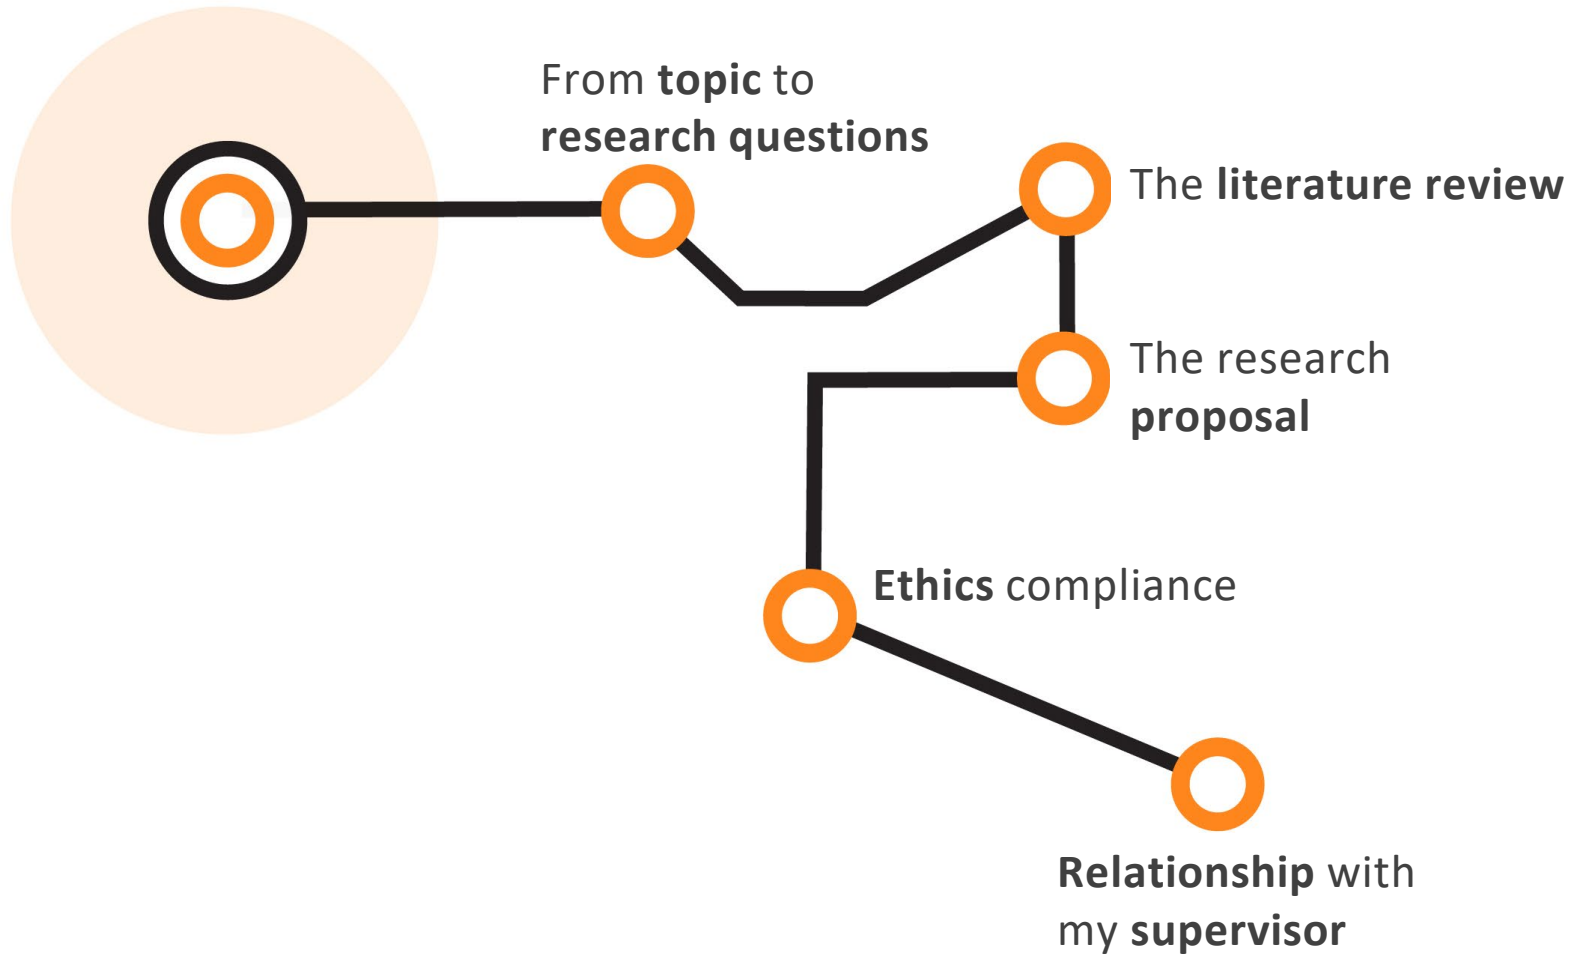 From topic to
research questions
The literature review
The research
proposal
Ethics compliance
Relationship with
my supervisor